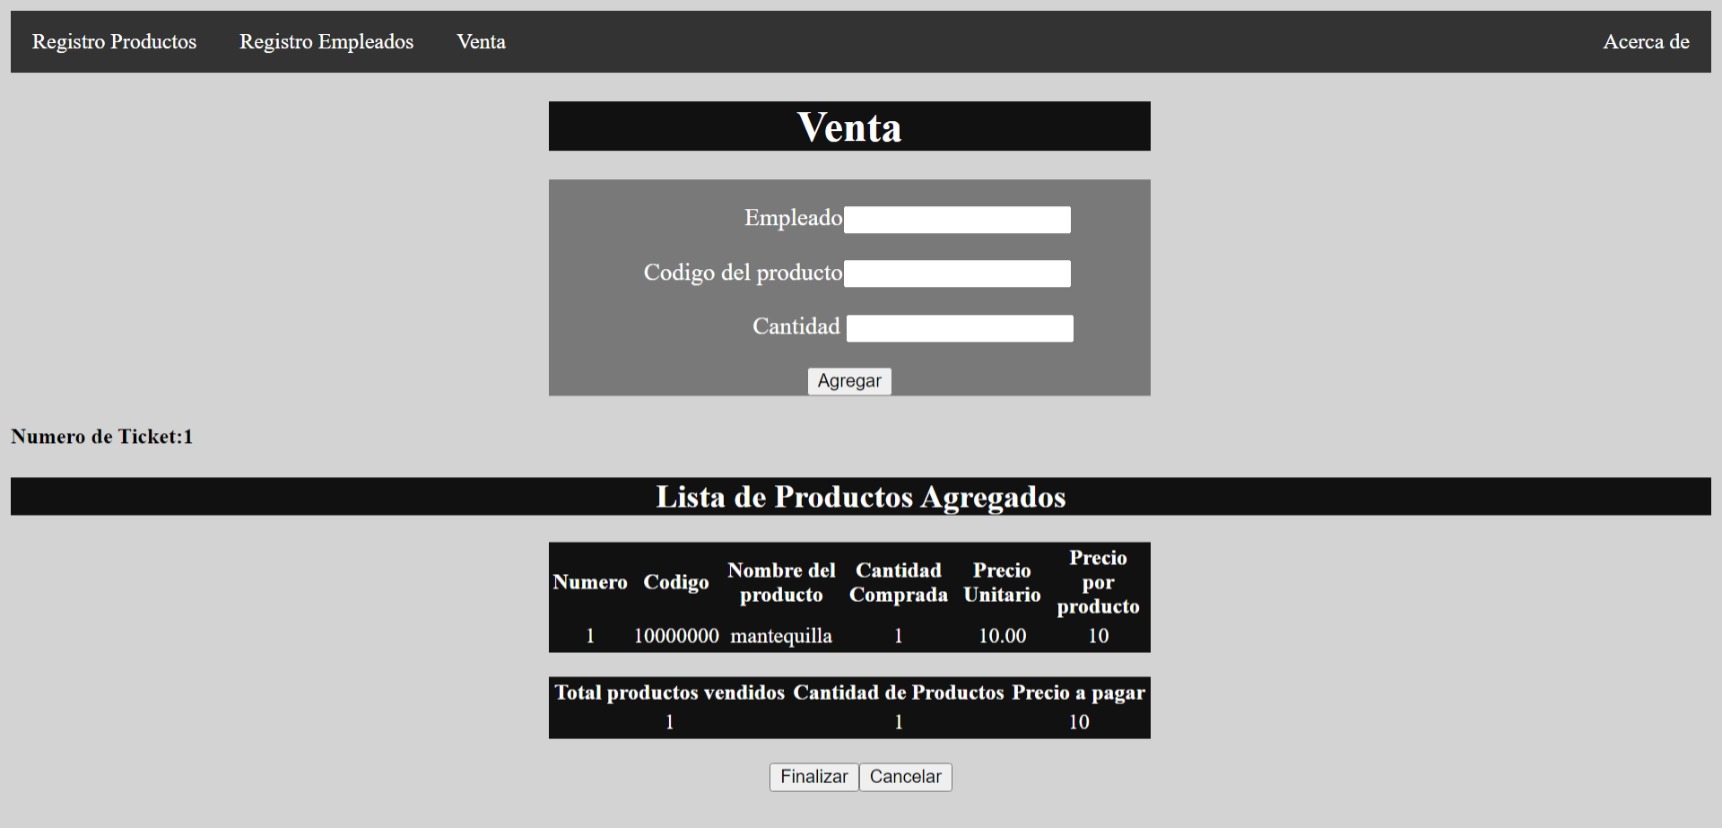 Registro Productos Registro Empleados Venta Acerca de
Venta
Empleado
Codigo del producto
Cantidad
Agregar
Numero de Ticket:1
Lista de Productos Agregados
Numero Codigo Nombre del producto Cantidad Comprada Precio Unitario Precio por producto
1 10000000 mantequilla 1 10.00 10
Total productos vendidos Cantidad de Productos Precio a pagar
1 1 10
Finalizar Cancelar